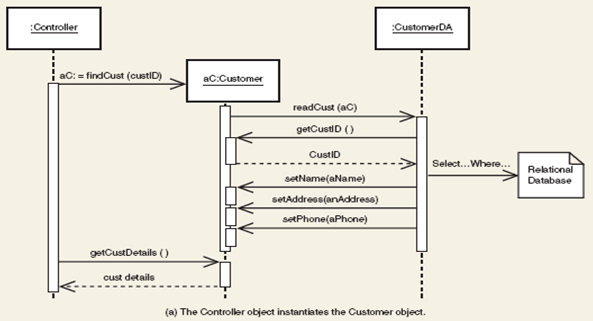 :Controller
:CustomerDA
aC: = findCust (custID)
aC:Customer
readCust (aC)
getCustID ( )
CustID
Select...Where...
Relational
Database
setName(aName)
setAddress(anAddress)
setPhone(aPhone)
getCustDetails ( )
cust details
(a) The Controller object instantiates the Customer object.